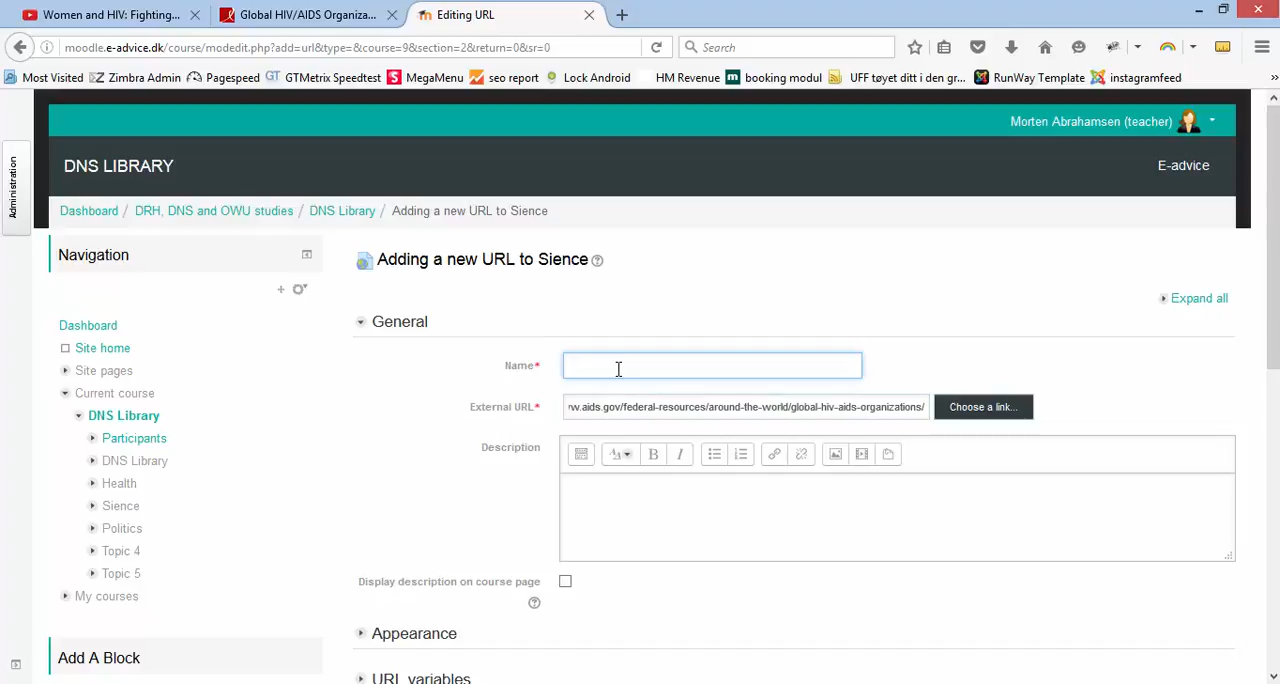 Women and HIV: Fighting...
Global HIV/AIDS Organiza...
Editing URL
moodle.e-advice.dk/course/modedit.php?add=url&type=&course=9&section=2&return=0&sr=0
Search
Most Visited
Zimbra Admin
Pagespeed
GT GTMetrix Speedtest
S MegaMenu
seo report
Lock Android
HM Revenue
m booking modul
UFF tøyet ditt i den gr...
RunWay Template
instagramfeed
Morten Abrahamsen (teacher)
DNS LIBRARY
E-advice
Administration
Dashboard / DRH, DNS and OWU studies / DNS Library / Adding a new URL to Sience
Navigation
Dashboard
Site home
Site pages
Current course
DNS Library
Participants
DNS Library
Health
Sience
Politics
Topic 4
Topic 5
My courses
Add A Block
Adding a new URL to Sience
Expand all
General
Name*
External URL*
w.aids.gov/federal-resources/around-the-world/global-hiv-aids-organizations/
Choose a link...
Description
B I
Display description on course page
Appearance
URL variables